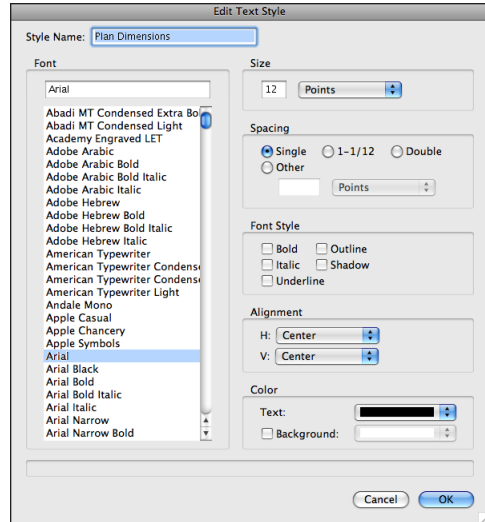 Edit Text Style
Style Name: Plan Dimensions
Font
Arial
Abadi MT Condensed Extra Bo
Abadi MT Condensed Light
Academy Engraved LET
Adobe Arabic
Adobe Arabic Bold
Adobe Arabic Bold Italic
Adobe Arabic Italic
Adobe Hebrew
Adobe Hebrew Bold
Adobe Hebrew Bold Italic
Adobe Hebrew Italic
American Typewriter
American Typewriter Condense
American Typewriter Condense
American Typewriter Light
Andale Mono
Apple Casual
Apple Chancery
Apple Symbols
Arial
Arial Black
Arial Bold
Arial Bold Italic
Arial Italic
Arial Narrow
Arial Narrow Bold
Size
12 Points
Spacing
Single 1-1/12 Double
Other
Points
Font Style
Bold Outline
Italic Shadow
Underline
Alignment
H: Center
V: Center
Color
Text:
Background:
Cancel OK